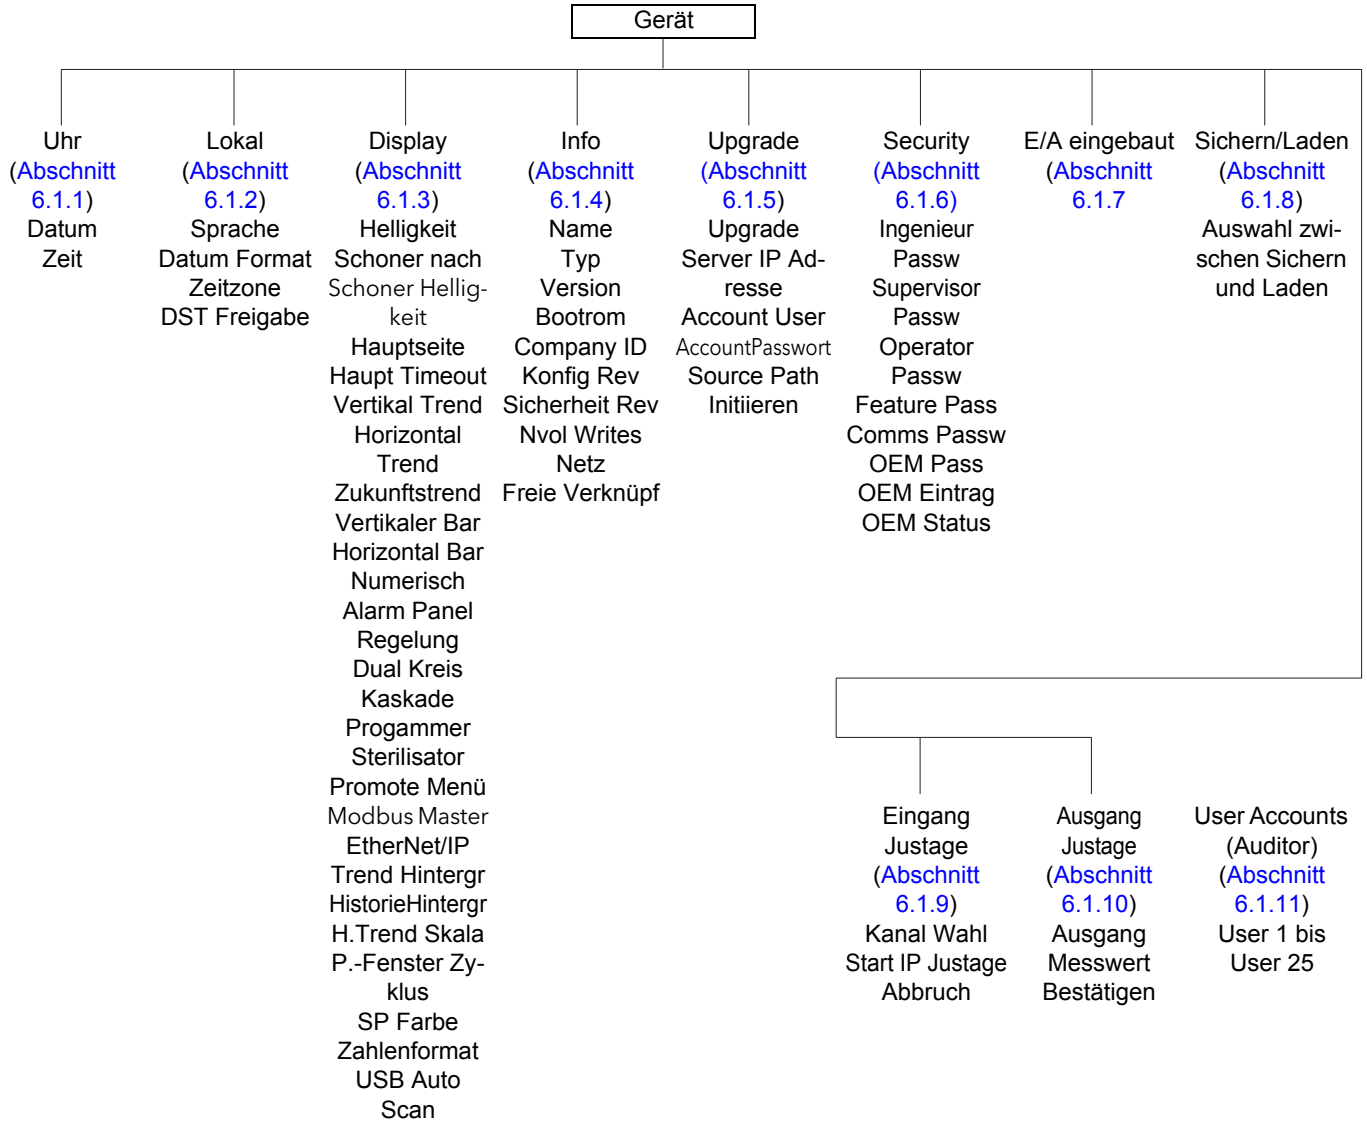 Gerät
Uhr
(Abschnitt
6.1.1)
Datum
Zeit
Lokal
(Abschnitt
6.1.2)
Sprache
Datum Format
Zeitzone
DST Freigabe
Display
(Abschnitt
6.1.3)
Helligkeit
Schoner nach
Schoner Hellig-
keit
Hauptseite
Haupt Timeout
Vertikal Trend
Horizontal
Trend
Zukunftstrend
Vertikaler Bar
Horizontal Bar
Numerisch
Alarm Panel
Regelung
Dual Kreis
Kaskade
Progammer
Sterilisator
Promote Menü
Modbus Master
EtherNet/IP
Trend Hintergr
HistorieHintergr
H.Trend Skala
P.-Fenster Zy-
klus
SP Farbe
Zahlenformat
USB Auto
Scan
Info
(Abschnitt
6.1.4)
Name
Typ
Version
Bootrom
Company ID
Konfig Rev
Sicherheit Rev
Nvol Writes
Netz
Freie Verknüpf
Upgrade
(Abschnitt
6.1.5)
Upgrade
Server IP Ad-
resse
Account User
AccountPasswort
Source Path
Initiieren
Security
(Abschnitt
6.1.6)
Ingenieur
Passw
Supervisor
Passw
Operator
Passw
Feature Pass
Comms Passw
OEM Pass
OEM Eintrag
OEM Status
E/A eingebaut
(Abschnitt
6.1.7
Sichern/Laden
(Abschnitt
6.1.8)
Auswahl zwi-
schen Sichern
und Laden
Eingang
Justage
(Abschnitt
6.1.9)
Kanal Wahl
Start IP Justage
Abbruch
Ausgang
Justage
(Abschnitt
6.1.10)
Ausgang
Messwert
Bestätigen
User Accounts
(Auditor)
(Abschnitt
6.1.11)
User 1 bis
User 25